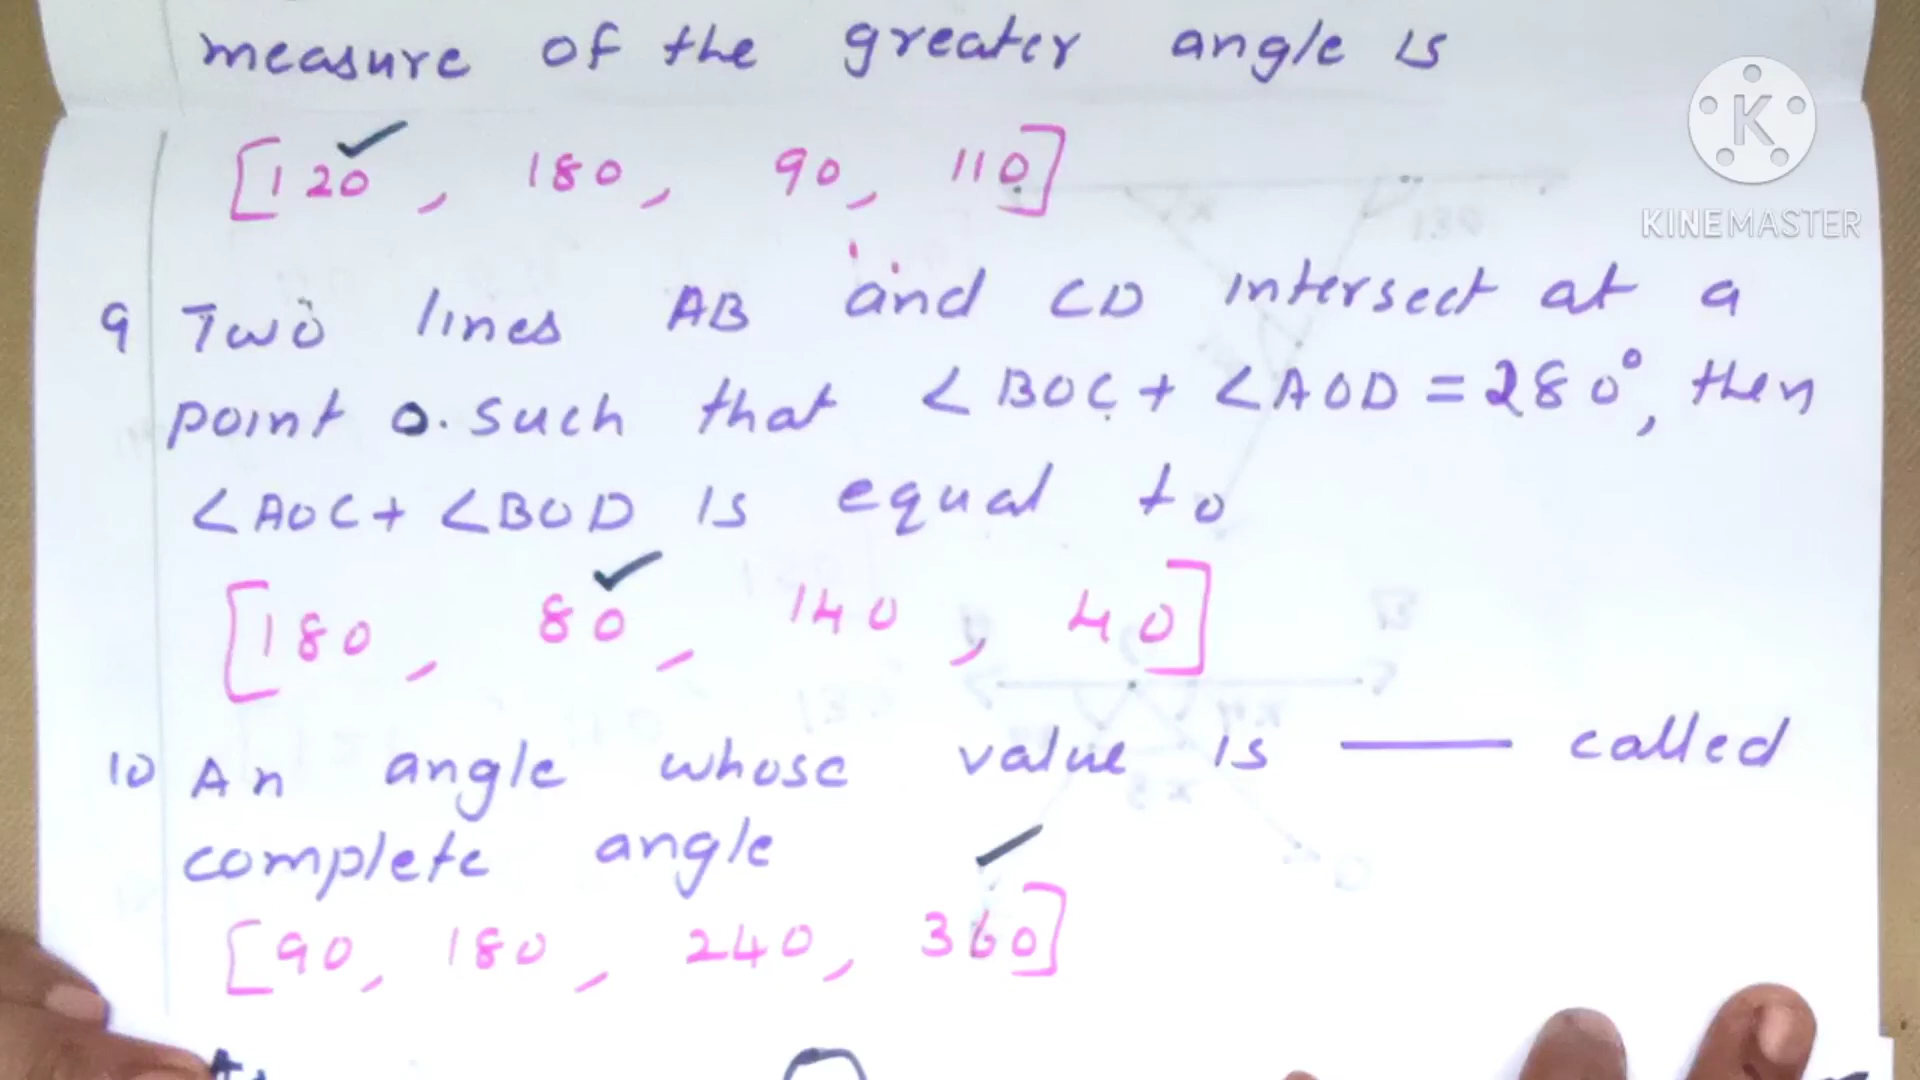 measure of the greater angle is
[120, 180, 90, 110]
K
KINEMASTER
9 Two lines AB and CD intersect at a
point O. Such that ∠BOC + ∠AOD = 280°, then
∠AOC + ∠BOD is equal to
[180, 80, 140, 40]
10 An angle whose value is ——— called
complete angle
[90, 180, 240, 360]